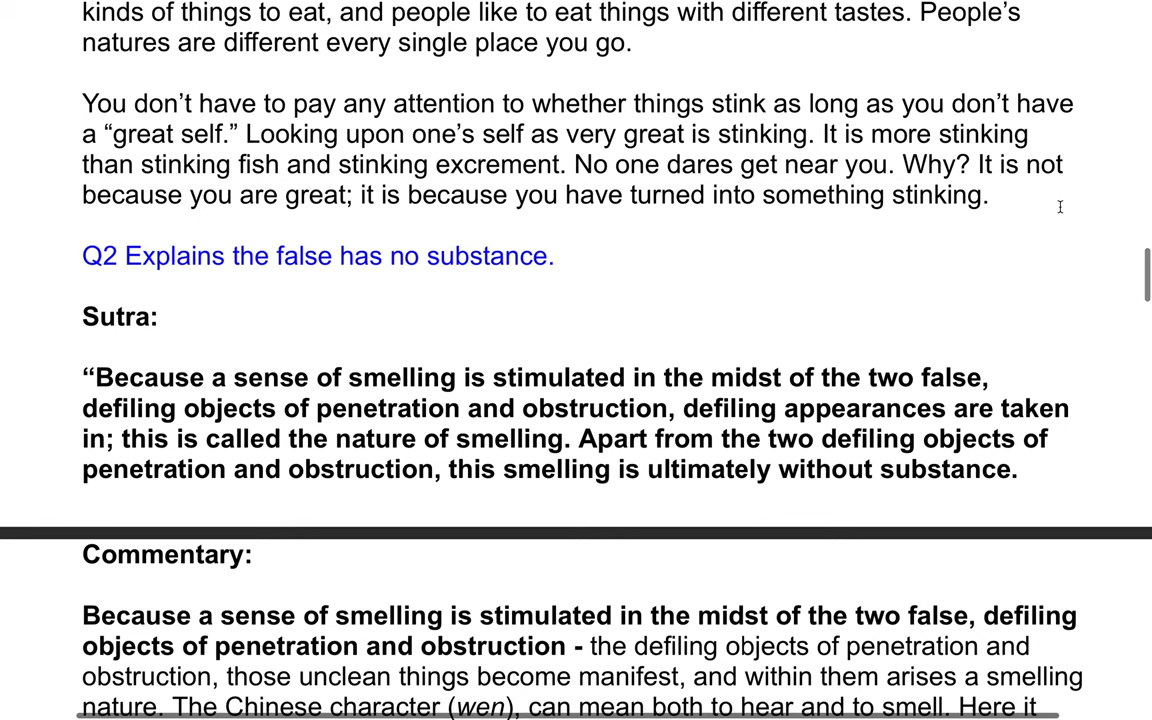 kinds of things to eat, and people like to eat things with different tastes. People’s
natures are different every single place you go.
You don’t have to pay any attention to whether things stink as long as you don’t have
a “great self.” Looking upon one’s self as very great is stinking. It is more stinking
than stinking fish and stinking excrement. No one dares get near you. Why? It is not
because you are great; it is because you have turned into something stinking.
Q2 Explains the false has no substance.
Sutra:
“Because a sense of smelling is stimulated in the midst of the two false,
defiling objects of penetration and obstruction, defiling appearances are taken
in; this is called the nature of smelling. Apart from the two defiling objects of
penetration and obstruction, this smelling is ultimately without substance.
Commentary:
Because a sense of smelling is stimulated in the midst of the two false, defiling
objects of penetration and obstruction - the defiling objects of penetration and
obstruction, those unclean things become manifest, and within them arises a smelling
nature. The Chinese character (wen), can mean both to hear and to smell. Here it